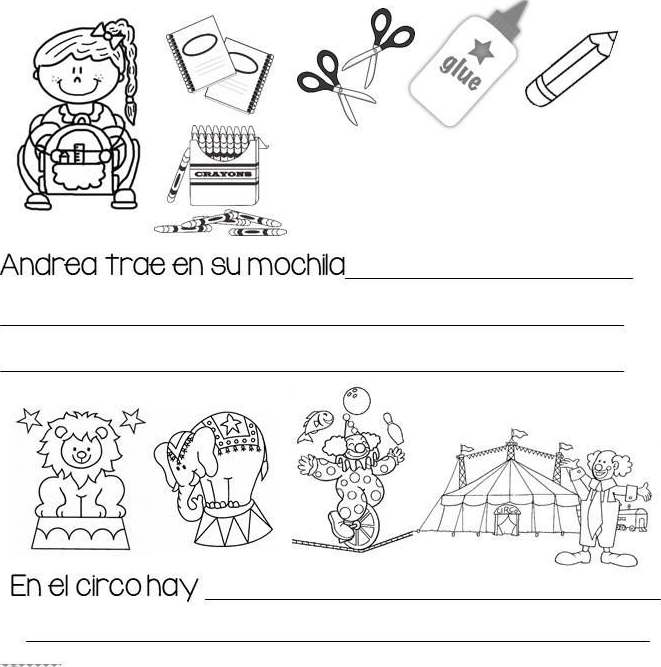 glue
CRAYONS
Andrea trae en su mochila
CIRCO
En el circo hay